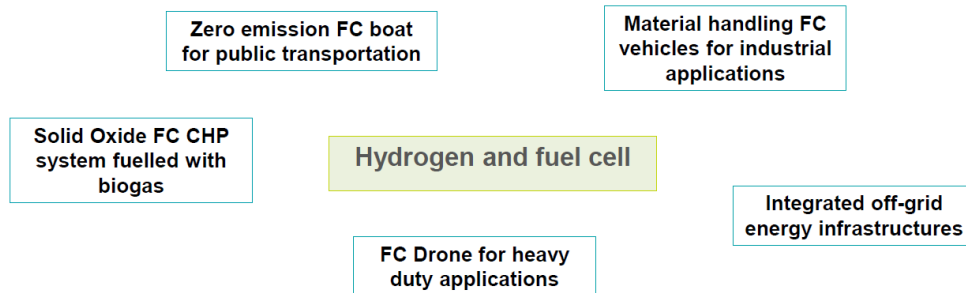 Zero emission FC boat
for public transportation
Material handling FC
vehicles for industrial
applications
Solid Oxide FC CHP
system fuelled with
biogas
Hydrogen and fuel cell
Integrated off-grid
energy infrastructures
FC Drone for heavy
duty applications